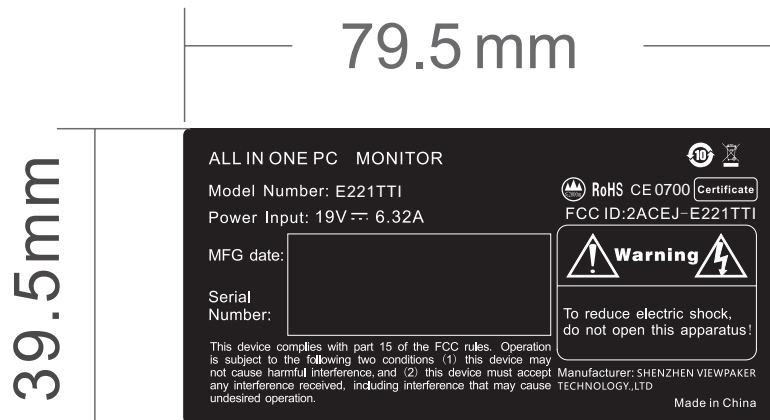 79.5 mm
39.5mm
ALL IN ONE PC MONITOR
10
Model Number: E221TTI
RoHS CE 0700 Certificate
Power Input: 19V⎓ 6.32A
FCC ID:2ACEJ-E221TTI
MFG date:
Warning
Serial
Number:
To reduce electric shock,
do not open this apparatus!
This device complies with part 15 of the FCC rules. Operation
is subject to the following two conditions (1) this device may
not cause harmful interference, and (2) this device must accept
any interference received, including interference that may cause
undesired operation.
Manufacturer: SHENZHEN VIEWPAKER
TECHNOLOGY.,LTD
Made in China